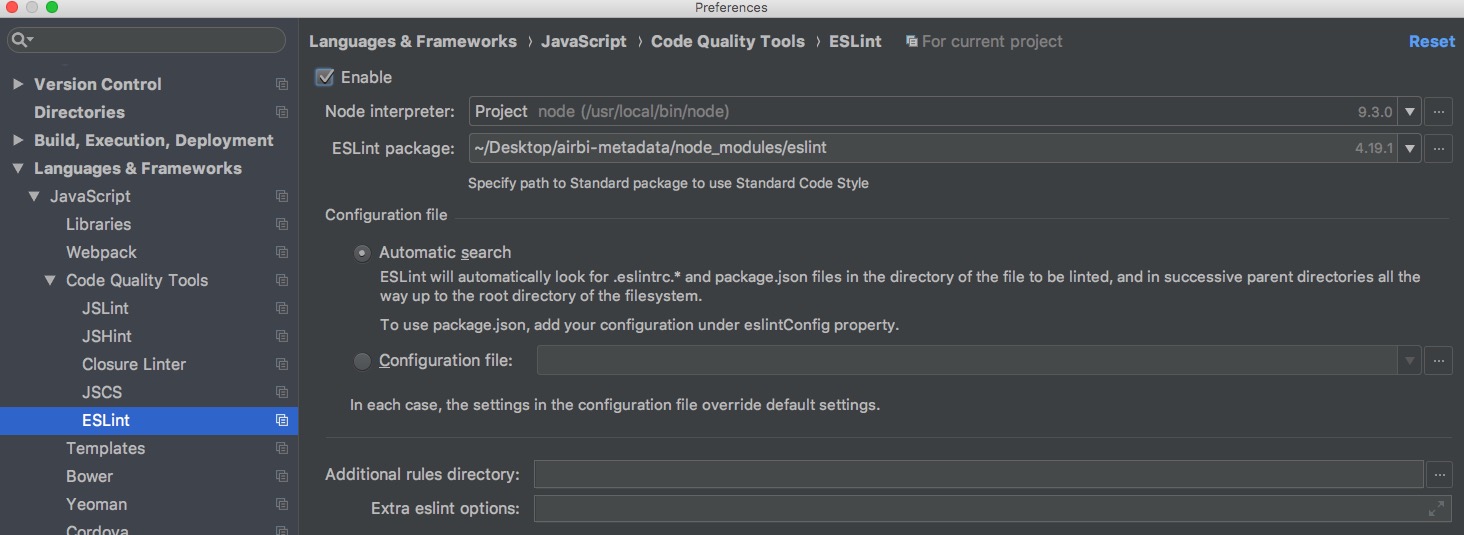 Preferences
Version Control
Directories
Build, Execution, Deployment
Languages & Frameworks
JavaScript
Libraries
Webpack
Code Quality Tools
JSLint
JSHint
Closure Linter
JSCS
ESLint
Templates
Bower
Yeoman
Cordova
Languages & Frameworks › JavaScript › Code Quality Tools › ESLint For current project Reset
Enable
Node interpreter: Project node (/usr/local/bin/node) 9.3.0 ...
ESLint package: ~/Desktop/airbi-metadata/node_modules/eslint 4.19.1 ...
Specify path to Standard package to use Standard Code Style
Configuration file
Automatic search
ESLint will automatically look for .eslintrc.* and package.json files in the directory of the file to be linted, and in successive parent directories all the
way up to the root directory of the filesystem.
To use package.json, add your configuration under eslintConfig property.
Configuration file: ...
In each case, the settings in the configuration file override default settings.
Additional rules directory: ...
Extra eslint options: